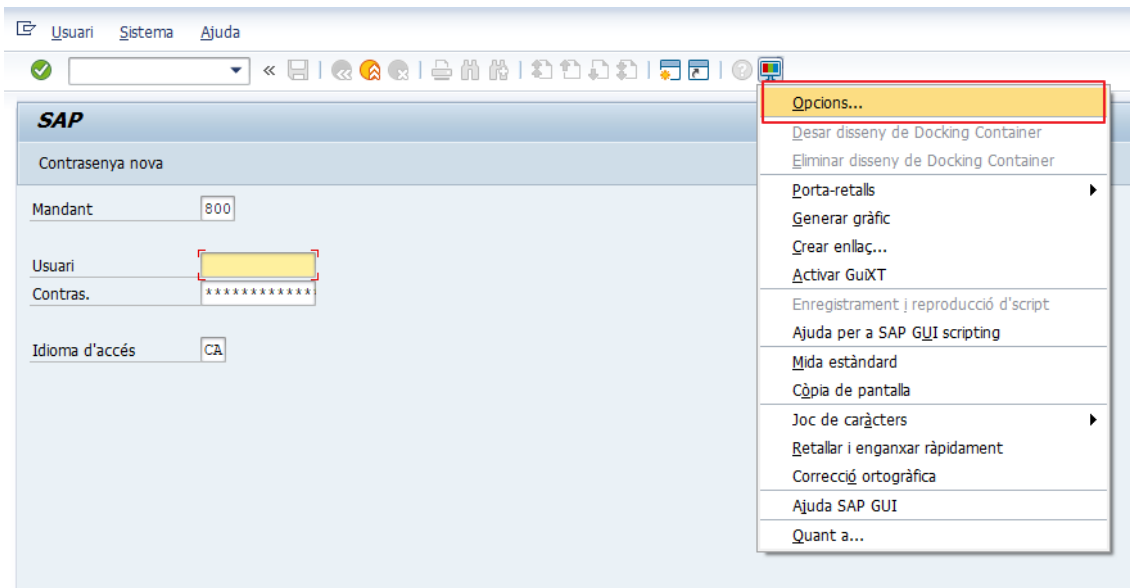 Usuari Sistema Ajuda
SAP
Contrasenya nova
Mandant 800
Usuari
Contras. ************
Idioma d'accés CA
Opcions...
Desar disseny de Docking Container
Eliminar disseny de Docking Container
Porta-retalls
Generar gràfic
Crear enllaç...
Activar GuiXT
Enregistrament i reproducció d'script
Ajuda per a SAP GUI scripting
Mida estàndard
Còpia de pantalla
Joc de caràcters
Retallar i enganxar ràpidament
Correcció ortogràfica
Ajuda SAP GUI
Quant a...